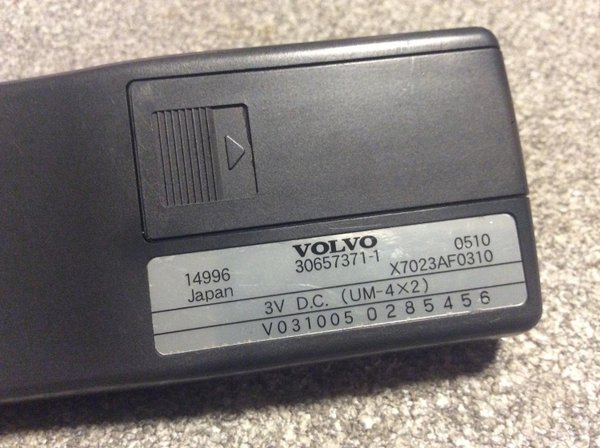 VOLVO
14996 30657371-1 0510
Japan X7023AF0310
3V D.C. (UM-4×2)
V031005 0285456